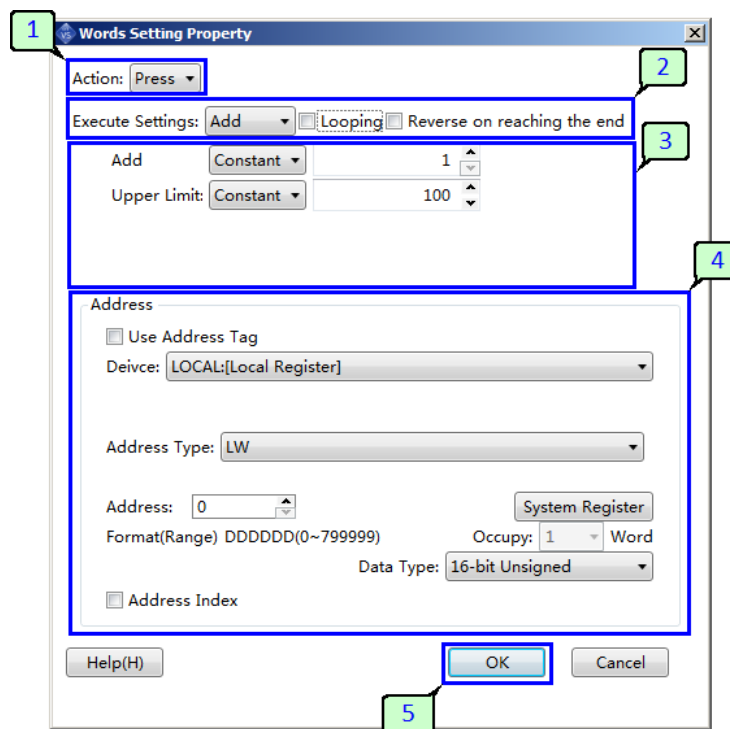 1
VS Words Setting Property
2
Action: Press
Execute Settings: Add Looping Reverse on reaching the end
3
Add Constant 1
Upper Limit: Constant 100
4
Address
Use Address Tag
Deivce: LOCAL:[Local Register]
Address Type: LW
Address: 0 System Register
Format(Range) DDDDDD(0~799999) Occupy: 1 Word
Data Type: 16-bit Unsigned
Address Index
Help(H) OK Cancel
5